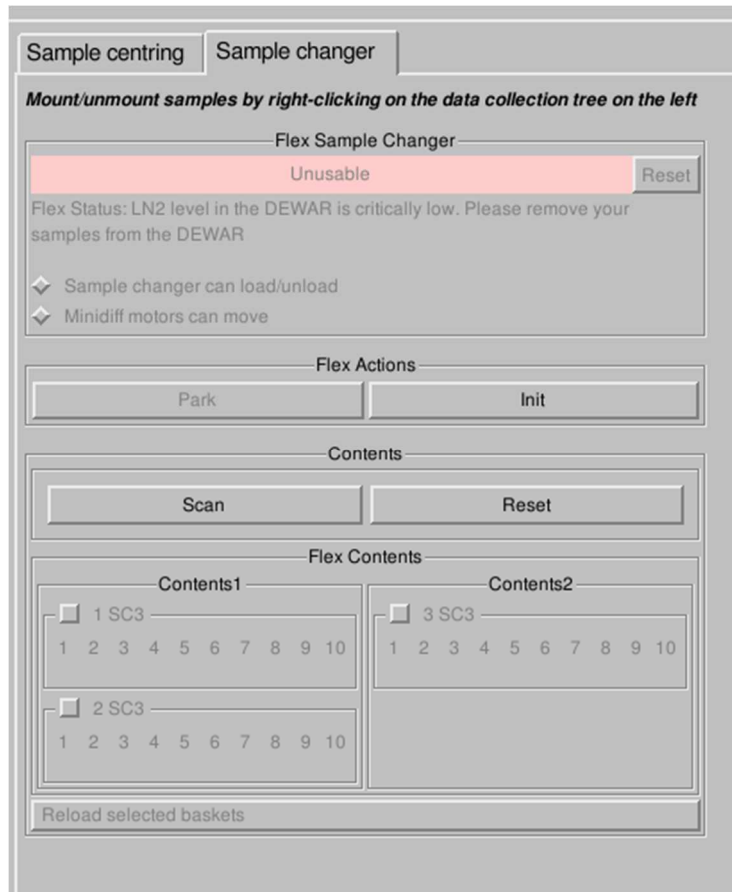 Sample centring
Sample changer
Mount/unmount samples by right-clicking on the data collection tree on the left
Flex Sample Changer
Unusable
Reset
Flex Status: LN2 level in the DEWAR is critically low. Please remove your
samples from the DEWAR
Sample changer can load/unload
Minidiff motors can move
Flex Actions
Park
Init
Contents
Scan
Reset
Flex Contents
Contents1
1 SC3
1 2 3 4 5 6 7 8 9 10
2 SC3
1 2 3 4 5 6 7 8 9 10
Contents2
3 SC3
1 2 3 4 5 6 7 8 9 10
Reload selected baskets